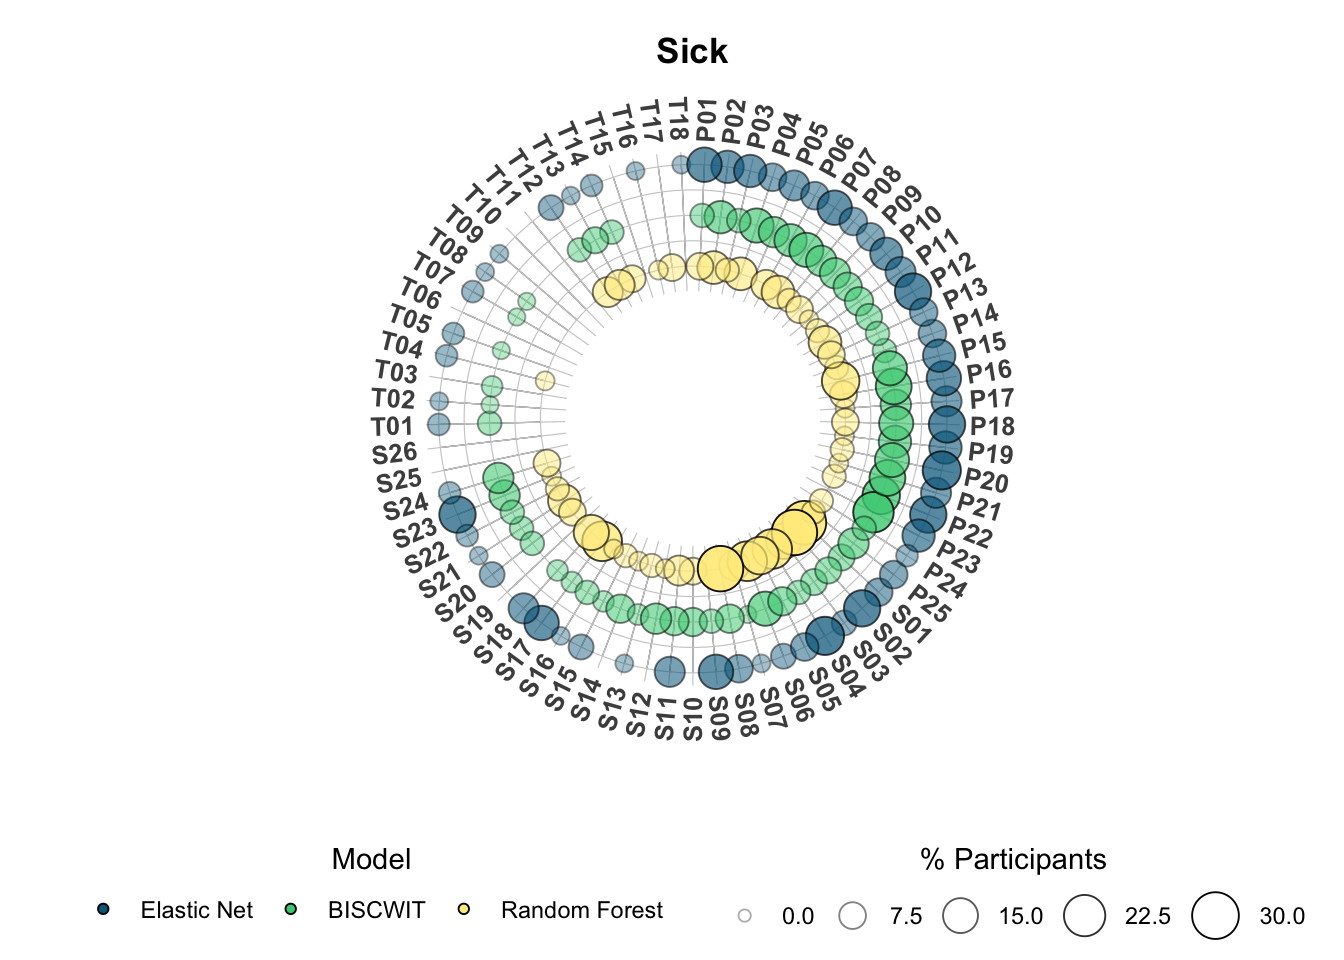 Sick
P01
P02
P03
P04
P05
P06
P07
P08
P09
P10
P11
P12
P13
P14
P15
P16
P17
P18
P19
P20
P21
P22
P23
P24
P25
S01
S02
S03
S04
S05
S06
S07
S08
S09
S10
S11
S12
S13
S14
S15
S16
S17
S18
S19
S20
S21
S22
S23
S24
S25
S26
T01
T02
T03
T04
T05
T06
T07
T08
T09
T10
T11
T12
T13
T14
T15
T16
T17
T18
Model
Elastic Net BISCWIT Random Forest
% Participants
0.0 7.5 15.0 22.5 30.0